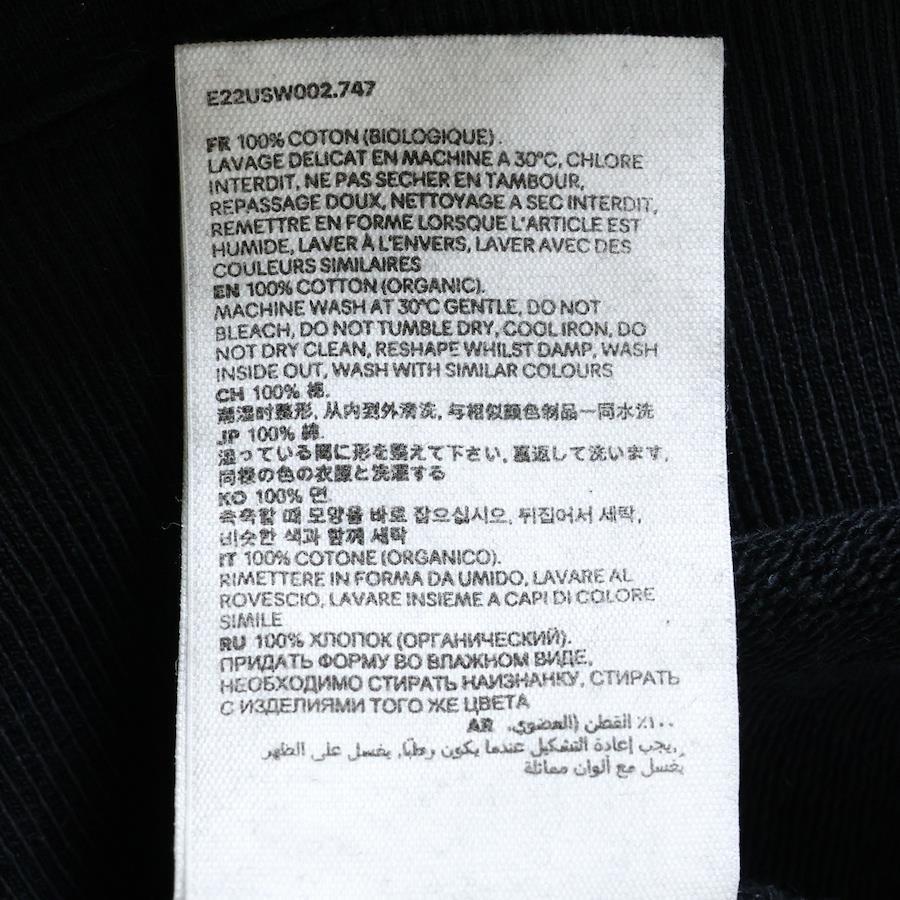 E22USW002.747
FR 100% COTON (BIOLOGIQUE).
LAVAGE DELICAT EN MACHINE A 30°C, CHLORE
INTERDIT, NE PAS SECHER EN TAMBOUR,
REPASSAGE DOUX, NETTOYAGE A SEC INTERDIT,
REMETTRE EN FORME LORSQUE L'ARTICLE EST
HUMIDE, LAVER À L'ENVERS, LAVER AVEC DES
COULEURS SIMILAIRES
EN 100% COTTON (ORGANIC).
MACHINE WASH AT 30°C GENTLE, DO NOT
BLEACH, DO NOT TUMBLE DRY, COOL IRON, DO
NOT DRY CLEAN, RESHAPE WHILST DAMP, WASH
INSIDE OUT, WASH WITH SIMILAR COLOURS
CH 100% 綿.
潮湿时整形, 从内到外清洗, 与相似颜色制品一同水洗
JP 100% 綿.
湿っている間に形を整えて下さい, 裏返して洗います,
同様の色の衣服と洗濯する
KO 100% 면.
축축할 때 모양을 바로 잡으십시오, 뒤집어서 세탁,
비슷한 색과 함께 세탁
IT 100% COTONE (ORGANICO).
RIMETTERE IN FORMA DA UMIDO, LAVARE AL
ROVESCIO, LAVARE INSIEME A CAPI DI COLORE
SIMILE
RU 100% ХЛОПОК (ОРГАНИЧЕСКИЙ).
ПРИДАТЬ ФОРМУ ВО ВЛАЖНОМ ВИДЕ,
НЕОБХОДИМО СТИРАТЬ НАИЗНАНКУ, СТИРАТЬ
С ИЗДЕЛИЯМИ ТОГО ЖЕ ЦВЕТА
١٠٠٪ القطن (العضوي. AR
يجب إعادة التشكيل عندما يكون رطبًا, يغسل على الظهر,
يغسل مع ألوان مماثلة